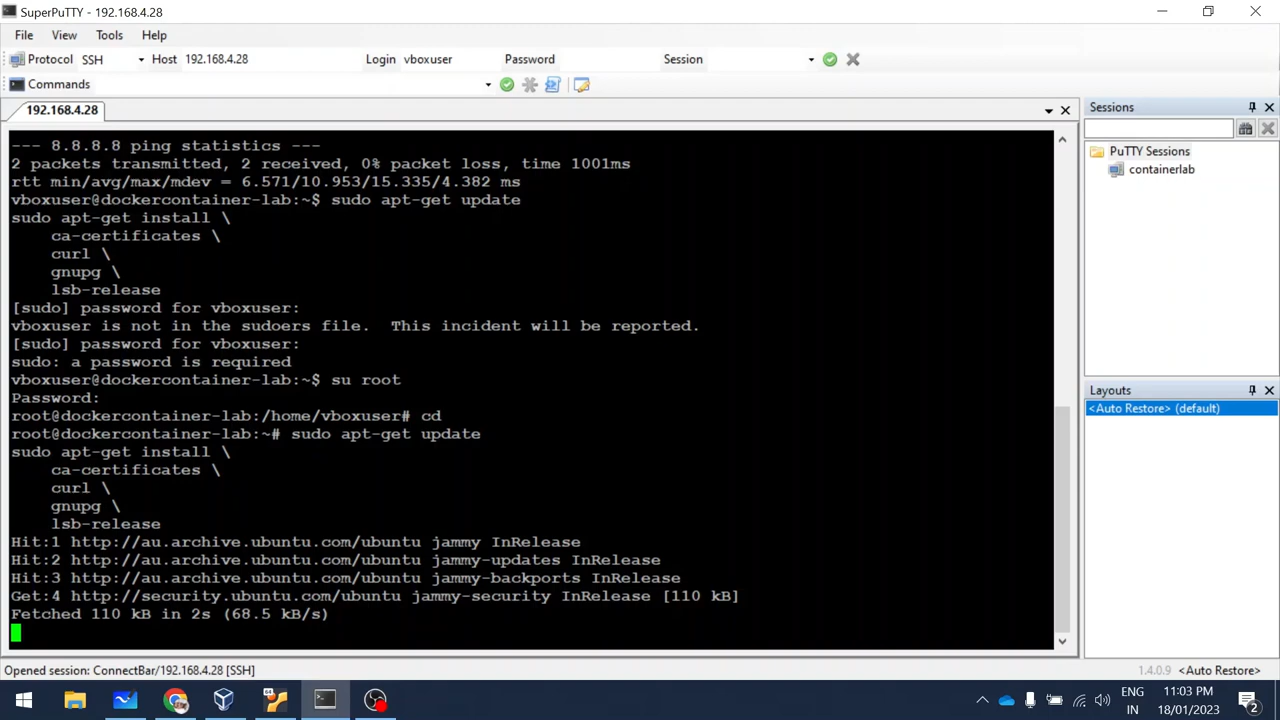 SuperPuTTY - 192.168.4.28
File View Tools Help
Protocol SSH Host 192.168.4.28 Login vboxuser Password Session
Commands
192.168.4.28
Sessions
PuTTY Sessions
containerlab
--- 8.8.8.8 ping statistics ---
2 packets transmitted, 2 received, 0% packet loss, time 1001ms
rtt min/avg/max/mdev = 6.571/10.953/15.335/4.382 ms
vboxuser@dockercontainer-lab:~$ sudo apt-get update
sudo apt-get install \
    ca-certificates \
    curl \
    gnupg \
    lsb-release
[sudo] password for vboxuser:
vboxuser is not in the sudoers file.  This incident will be reported.
[sudo] password for vboxuser:
sudo: a password is required
vboxuser@dockercontainer-lab:~$ su root
Password:
root@dockercontainer-lab:/home/vboxuser# cd
root@dockercontainer-lab:~# sudo apt-get update
sudo apt-get install \
    ca-certificates \
    curl \
    gnupg \
    lsb-release
Hit:1 http://au.archive.ubuntu.com/ubuntu jammy InRelease
Hit:2 http://au.archive.ubuntu.com/ubuntu jammy-updates InRelease
Hit:3 http://au.archive.ubuntu.com/ubuntu jammy-backports InRelease
Get:4 http://security.ubuntu.com/ubuntu jammy-security InRelease [110 kB]
Fetched 110 kB in 2s (68.5 kB/s)
Layouts
<Auto Restore> (default)
Opened session: ConnectBar/192.168.4.28 [SSH]
1.4.0.9 <Auto Restore>
ENG
IN
11:03 PM
18/01/2023
2